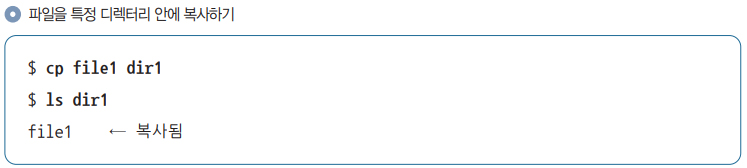 파일을 특정 디렉터리 안에 복사하기
$ cp file1 dir1
$ ls dir1
file1 ← 복사됨